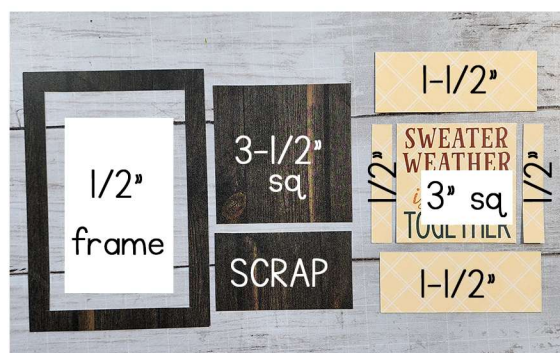 1/2"
frame
3-1/2"
sq
SCRAP
1-1/2"
1/2"
SWEATER
WEATHER
3" sq
TOGETHER
1/2"
1-1/2"